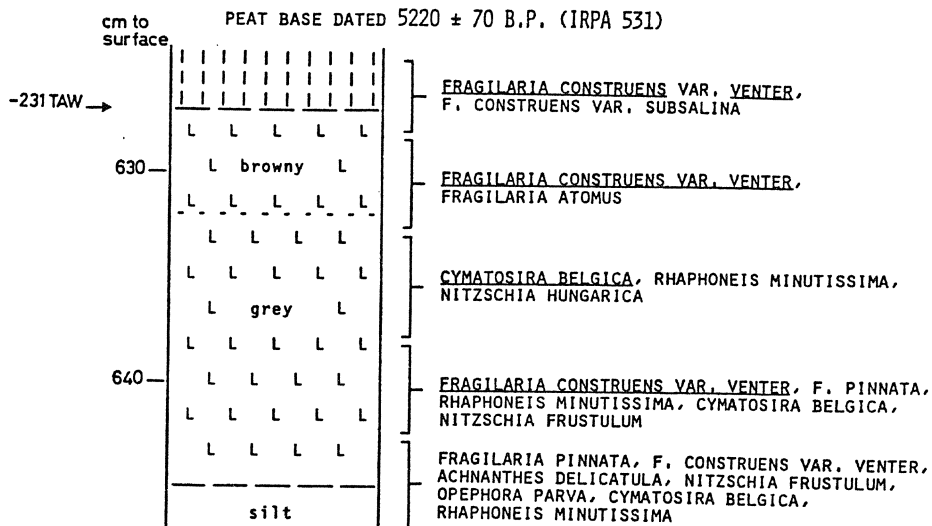 PEAT BASE DATED 5220 ± 70 B.P. (IRPA 531)
cm to
surface
-231 TAW
FRAGILARIA CONSTRUENS VAR. VENTER,
F. CONSTRUENS VAR. SUBSALINA
L L L L L
630
L browny L
FRAGILARIA CONSTRUENS VAR. VENTER,
FRAGILARIA ATOMUS
L L L L L
L L L L
L L L L L
CYMATOSIRA BELGICA, RHAPHONEIS MINUTISSIMA,
NITZSCHIA HUNGARICA
L grey L
L L L L L
640
L L L L
FRAGILARIA CONSTRUENS VAR. VENTER, F. PINNATA,
RHAPHONEIS MINUTISSIMA, CYMATOSIRA BELGICA,
NITZSCHIA FRUSTULUM
L L L L L
L L L L
FRAGILARIA PINNATA, F. CONSTRUENS VAR. VENTER,
ACHNANTHES DELICATULA, NITZSCHIA FRUSTULUM,
OPEPHORA PARVA, CYMATOSIRA BELGICA,
RHAPHONEIS MINUTISSIMA
silt